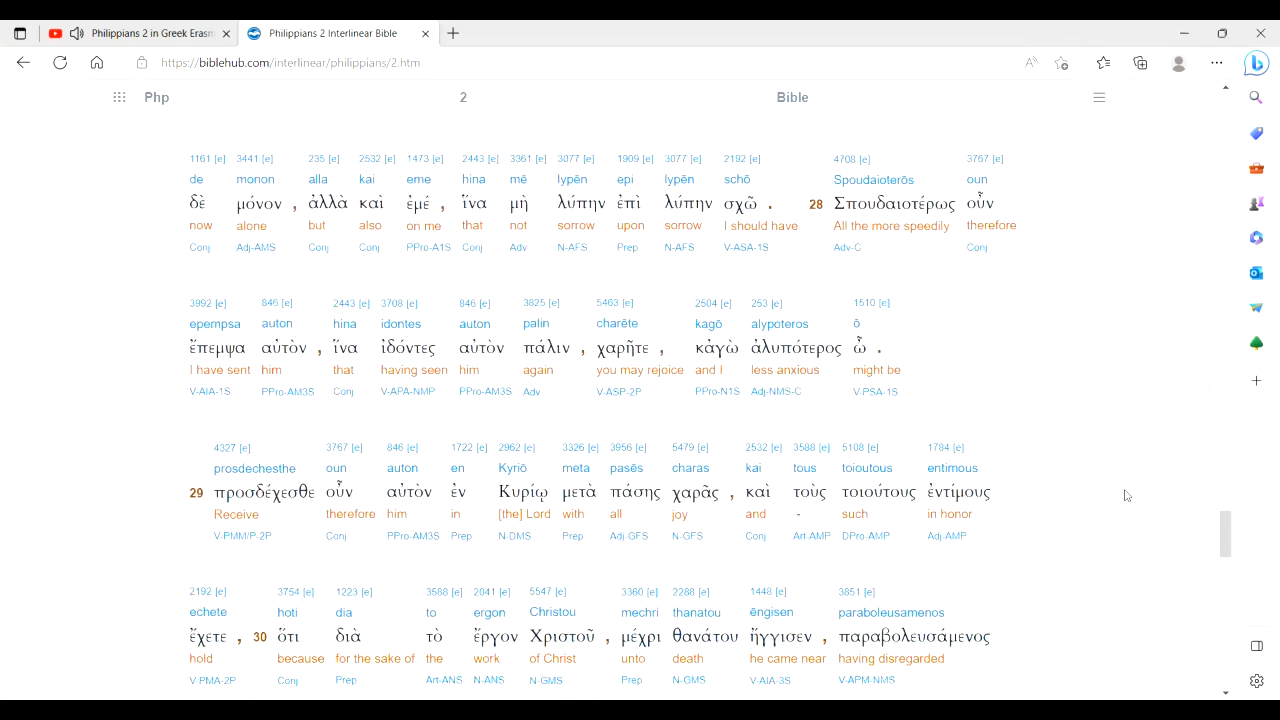 Philippians 2 in Greek Erasm
Philippians 2 Interlinear Bible
https://biblehub.com/interlinear/philippians/2.htm
Php 2 Bible
1161 [e] 3441 [e] 235 [e] 2532 [e] 1473 [e] 2443 [e] 3361 [e] 3077 [e] 1909 [e] 3077 [e] 2192 [e] 4708 [e] 3767 [e]
de monon alla kai eme hina mē lypēn epi lypēn schō Spoudaioterōs oun
δὲ μόνον , ἀλλὰ καὶ ἐμέ , ἵνα μὴ λύπην ἐπὶ λύπην σχῶ . 28 Σπουδαιοτέρως οὖν
now alone but also on me that not sorrow upon sorrow I should have All the more speedily therefore
Conj Adj-AMS Conj Conj PPro-A1S Conj Adv N-AFS Prep N-AFS V-ASA-1S Adv-C Conj
3992 [e] 846 [e] 2443 [e] 3708 [e] 846 [e] 3825 [e] 5463 [e] 2504 [e] 253 [e] 1510 [e]
epempsa auton hina idontes auton palin charēte kagō alypoteros ō
ἔπεμψα αὐτὸν , ἵνα ἰδόντες αὐτὸν πάλιν , χαρῆτε , κἀγὼ ἀλυπότερος ὦ .
I have sent him that having seen him again you may rejoice and I less anxious might be
V-AIA-1S PPro-AM3S Conj V-APA-NMP PPro-AM3S Adv V-ASP-2P PPro-N1S Adj-NMS-C V-PSA-1S
4327 [e] 3767 [e] 846 [e] 1722 [e] 2962 [e] 3326 [e] 3956 [e] 5479 [e] 2532 [e] 3588 [e] 5108 [e] 1784 [e]
prosdechesthe oun auton en Kyriō meta pasēs charas kai tous toioutous entimous
29 προσδέχεσθε οὖν αὐτὸν ἐν Κυρίῳ μετὰ πάσης χαρᾶς , καὶ τοὺς τοιούτους ἐντίμους
Receive therefore him in [the] Lord with all joy and - such in honor
V-PMM/P-2P Conj PPro-AM3S Prep N-DMS Prep Adj-GFS N-GFS Conj Art-AMP DPro-AMP Adj-AMP
2192 [e] 3754 [e] 1223 [e] 3588 [e] 2041 [e] 5547 [e] 3360 [e] 2288 [e] 1448 [e] 3851 [e]
echete hoti dia to ergon Christou mechri thanatou ēngisen paraboleusamenos
ἔχετε , 30 ὅτι διὰ τὸ ἔργον Χριστοῦ , μέχρι θανάτου ἤγγισεν , παραβολευσάμενος
hold because for the sake of the work of Christ unto death he came near having disregarded
V-PMA-2P Conj Prep Art-ANS N-ANS N-GMS Prep N-GMS V-AIA-3S V-APM-NMS